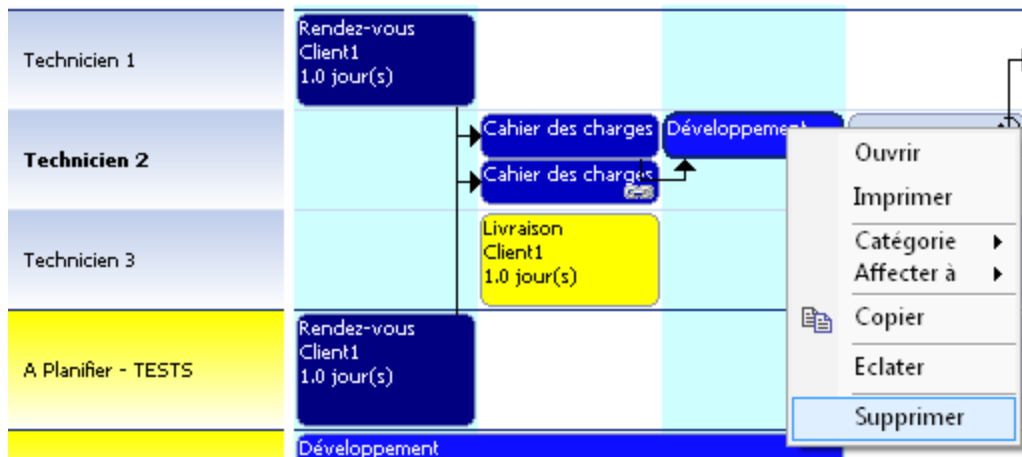 Technicien 1
Rendez-vous
Client1
1.0 jour(s)
Technicien 2
Cahier des charges
Développement
Cahier des charges
Technicien 3
Livraison
Client1
1.0 jour(s)
A Planifier - TESTS
Rendez-vous
Client1
1.0 jour(s)
Développement
Ouvrir
Imprimer
Catégorie
Affecter à
Copier
Eclater
Supprimer